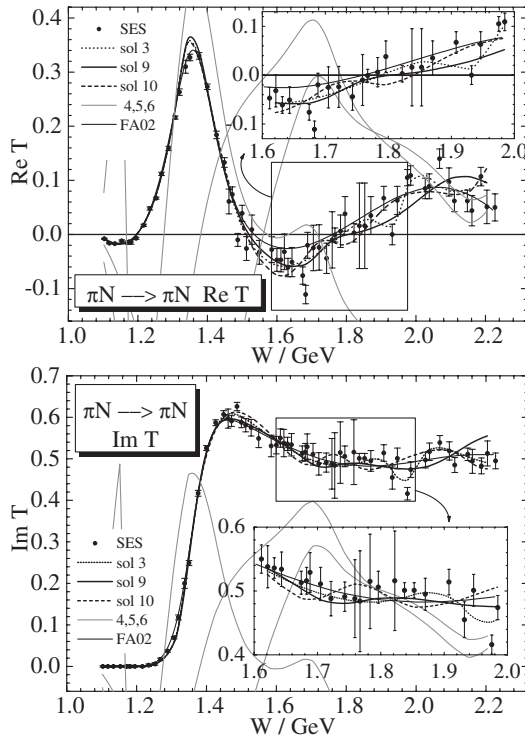 0.4
0.3
0.2
0.1
0.0
-0.1
Re T
SES
sol 3
sol 9
sol 10
4,5,6
FA02
0.1
0.0
-0.1
1.6 1.7 1.8 1.9 2.0
πN —> πN Re T
1.0 1.2 1.4 1.6 1.8 2.0 2.2
W / GeV
0.7
0.6
0.5
0.4
0.3
0.2
0.1
0.0
Im T
πN —> πN
Im T
SES
sol 3
sol 9
sol 10
4,5,6
FA02
0.6
0.5
0.4
1.6 1.7 1.8 1.9 2.0
1.0 1.2 1.4 1.6 1.8 2.0 2.2
W / GeV